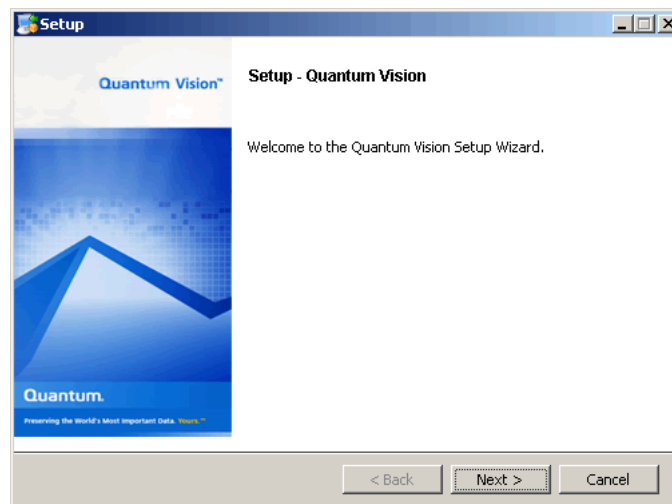 Setup
Quantum Vision™
Setup - Quantum Vision
Welcome to the Quantum Vision Setup Wizard.
Quantum.
Preserving the World's Most Important Data. Yours.™
< Back
Next >
Cancel